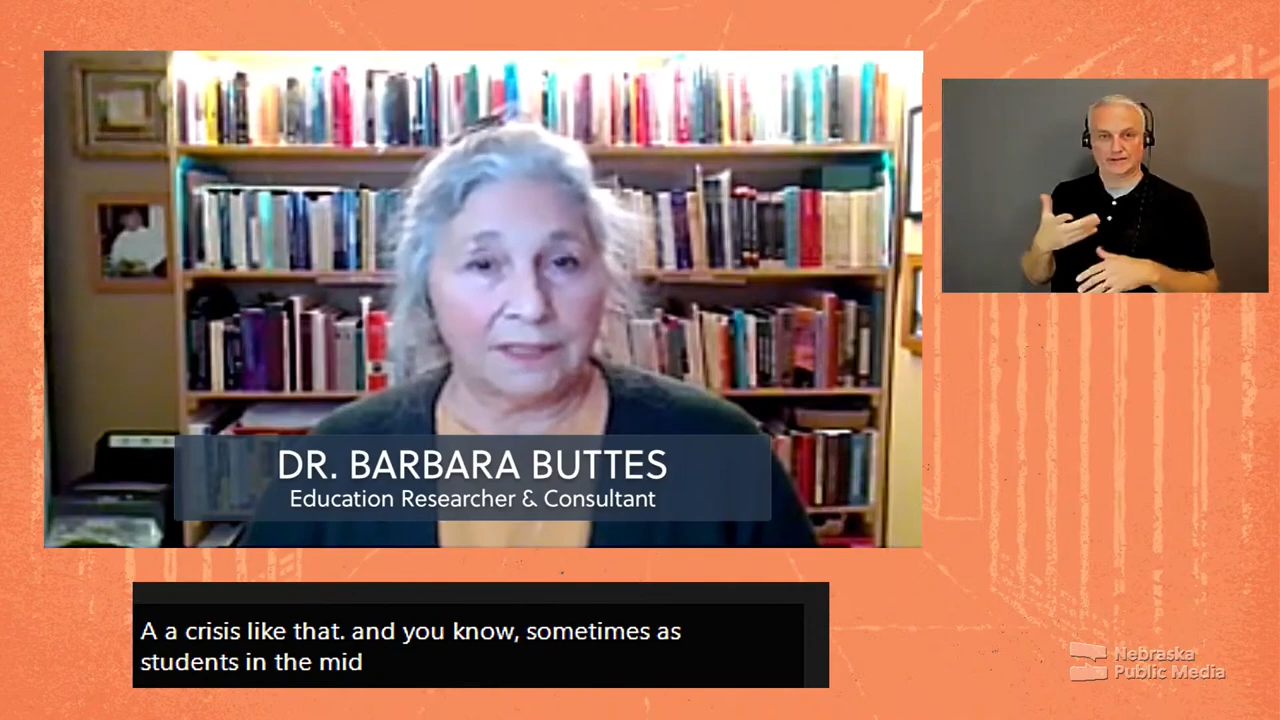 DR. BARBARA BUTTES
Education Researcher & Consultant
A a crisis like that. and you know, sometimes as
students in the mid
Nebraska
Public Media